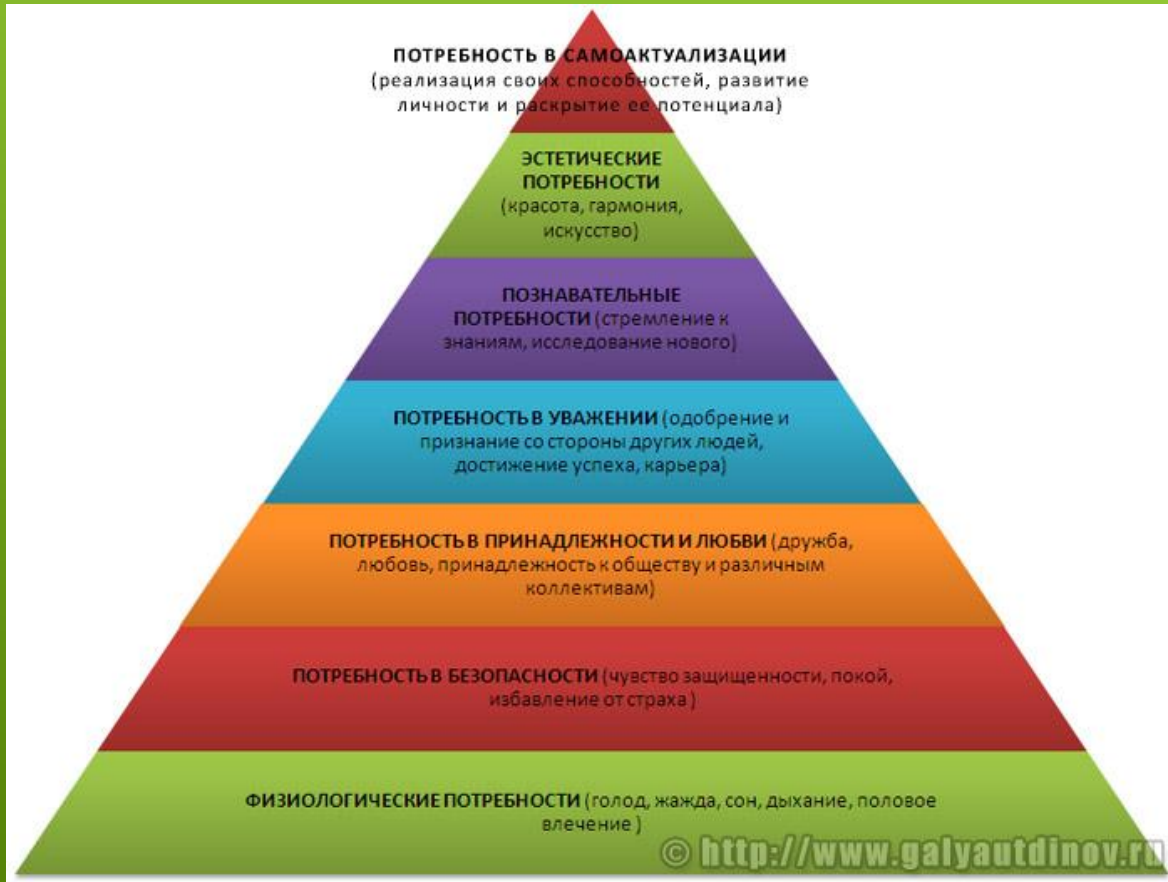 ПОТРЕБНОСТЬ В САМОАКТУАЛИЗАЦИИ
(реализация своих способностей, развитие
личности и раскрытие ее потенциала)
ЭСТЕТИЧЕСКИЕ
ПОТРЕБНОСТИ
(красота, гармония,
искусство)
ПОЗНАВАТЕЛЬНЫЕ
ПОТРЕБНОСТИ (стремление к
знаниям, исследование нового)
ПОТРЕБНОСТЬ В УВАЖЕНИИ (одобрение и
признание со стороны других людей,
достижение успеха, карьера)
ПОТРЕБНОСТЬ В ПРИНАДЛЕЖНОСТИ И ЛЮБВИ (дружба,
любовь, принадлежность к обществу и различным
коллективам)
ПОТРЕБНОСТЬ В БЕЗОПАСНОСТИ (чувство защищенности, покой,
избавление от страха )
ФИЗИОЛОГИЧЕСКИЕ ПОТРЕБНОСТИ (голод, жажда, сон, дыхание, половое
влечение )
© http://www.galyautdinov.ru